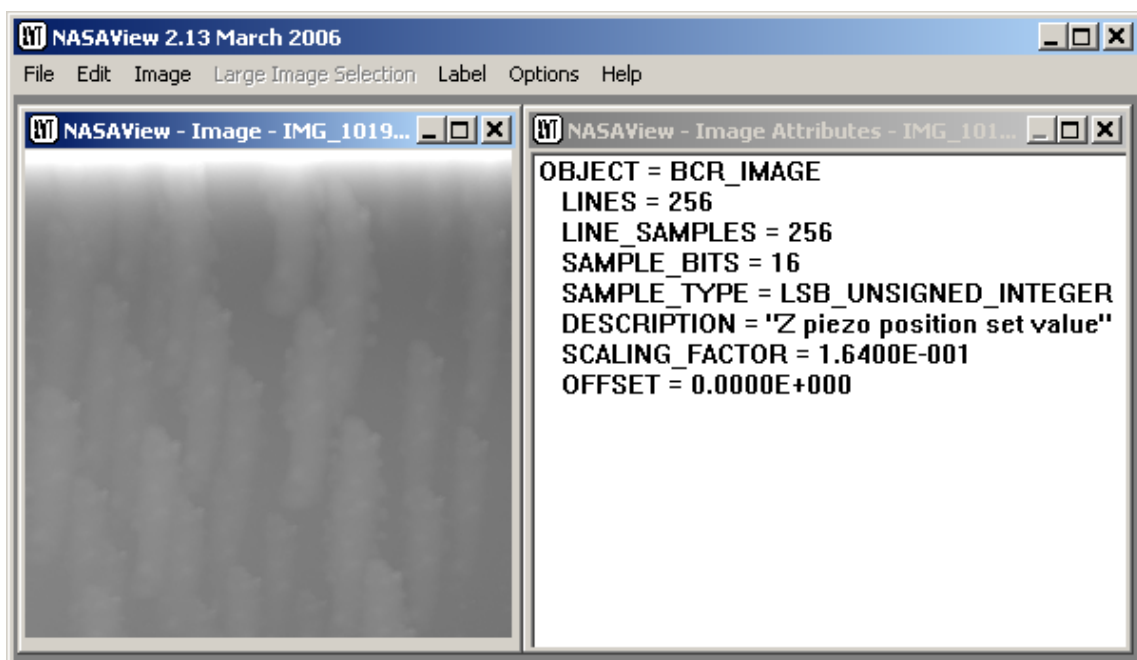 NASAView 2.13 March 2006
File Edit Image Large Image Selection Label Options Help
NASAView - Image - IMG_1019...
NASAView - Image Attributes - IMG_101...
OBJECT = BCR_IMAGE
LINES = 256
LINE_SAMPLES = 256
SAMPLE_BITS = 16
SAMPLE_TYPE = LSB_UNSIGNED_INTEGER
DESCRIPTION = "Z piezo position set value"
SCALING_FACTOR = 1.6400E-001
OFFSET = 0.0000E+000